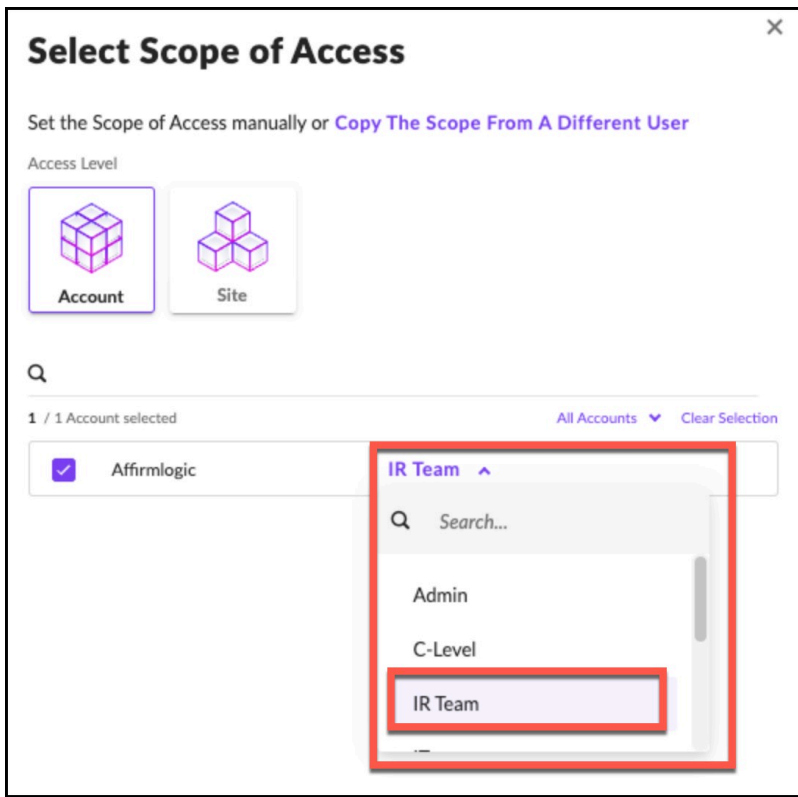 Select Scope of Access
Set the Scope of Access manually or Copy The Scope From A Different User
Access Level
Account
Site
1 / 1 Account selected
All Accounts
Clear Selection
Affirmlogic
IR Team
Search...
Admin
C-Level
IR Team